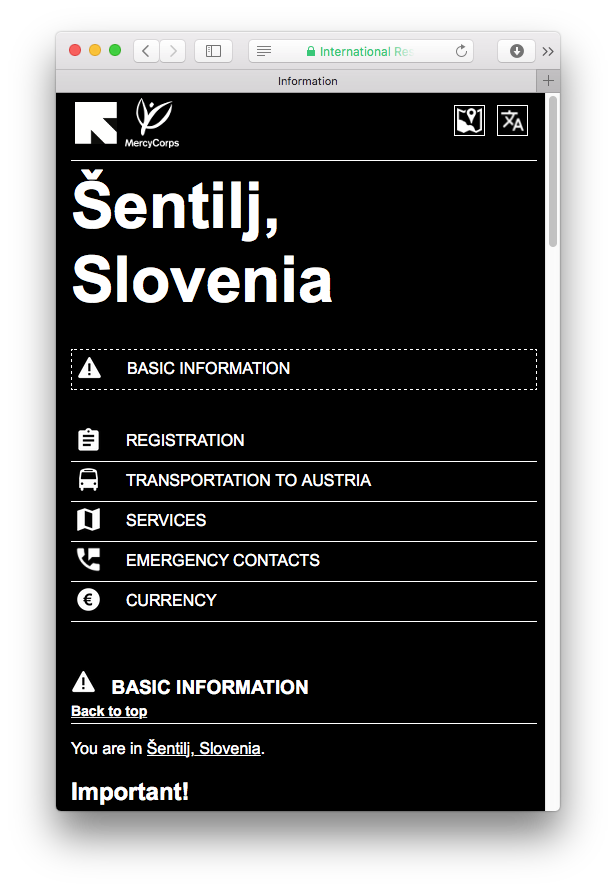 International Res
Information
MercyCorps
Šentilj,
Slovenia
BASIC INFORMATION
REGISTRATION
TRANSPORTATION TO AUSTRIA
SERVICES
EMERGENCY CONTACTS
CURRENCY
BASIC INFORMATION
Back to top
You are in Šentilj, Slovenia.
Important!